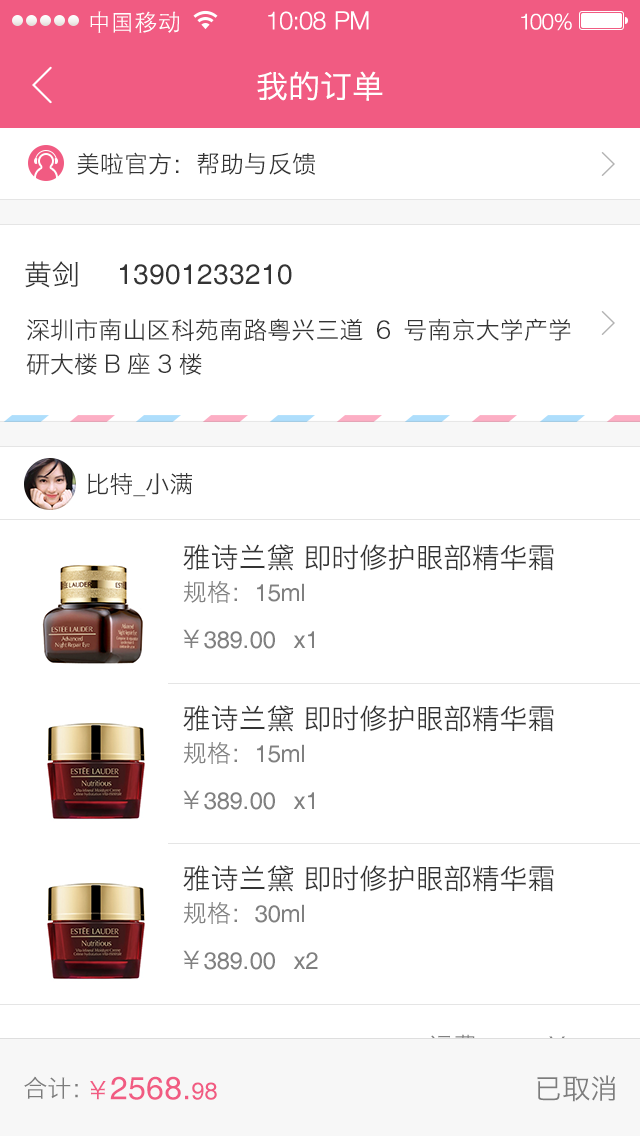 中国移动 10:08 PM 100%
我的订单
美啦官方：帮助与反馈
黄剑 13901233210
深圳市南山区科苑南路粤兴三道 6 号南京大学产学
研大楼 B 座 3 楼
比特_小满
雅诗兰黛 即时修护眼部精华霜
规格：15ml
¥389.00 x1
ESTEE LAUDER
Advanced
Night Repair Eye
雅诗兰黛 即时修护眼部精华霜
规格：15ml
¥389.00 x1
ESTĒE LAUDER
Nutritious
雅诗兰黛 即时修护眼部精华霜
规格：30ml
¥389.00 x2
ESTĒE LAUDER
Nutritious
合计：¥2568.98 已取消